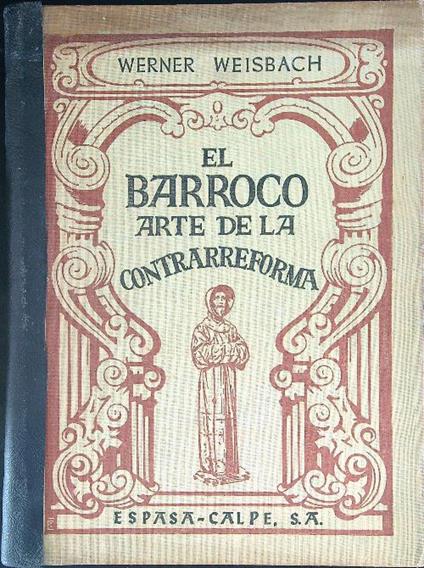 WERNER WEISBACH
EL
BARROCO
ARTE DE LA
CONTRARREFORMA
ESPASA-CALPE, S.A.